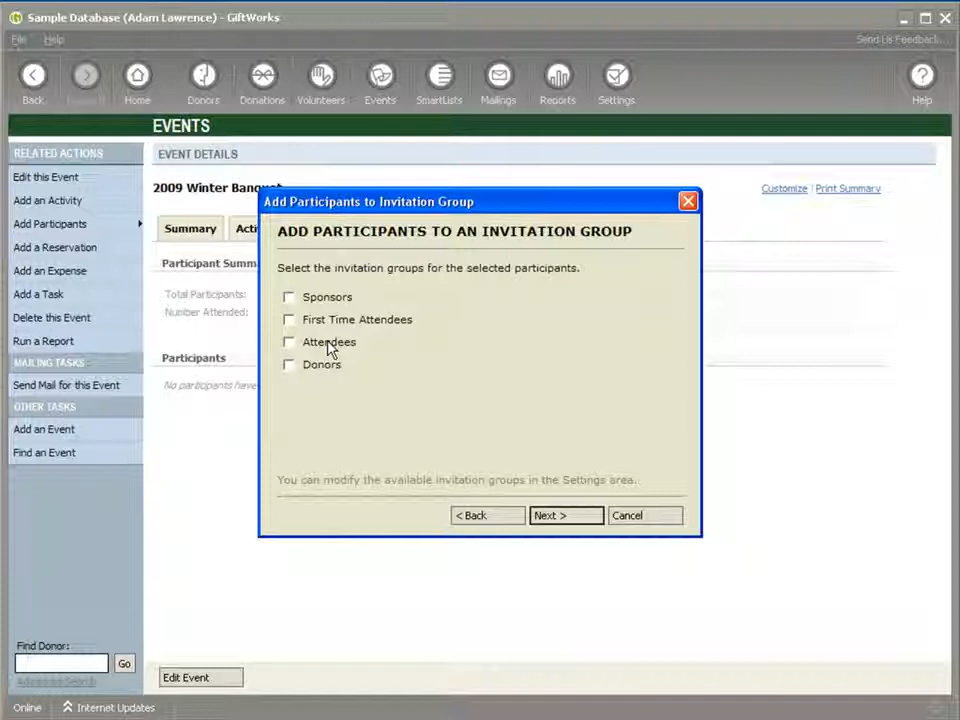 Sample Database (Adam Lawrence) - GiftWorks
File Help Send Us Feedback...
Back Home Donors Donations Volunteers Events SmartLists Mailings Reports Settings Help
EVENTS
RELATED ACTIONS
EVENT DETAILS
Edit this Event
2009 Winter Banquet
Customize | Print Summary
Add an Activity
Add Participants
Add a Reservation
Add an Expense
Add a Task
Delete this Event
Run a Report
MAILING TASKS
Send Mail for this Event
OTHER TASKS
Add an Event
Find an Event
Summary Acti
Participant Summ
Total Participants:
Number Attended:
Participants
No participants have
Add Participants to Invitation Group
ADD PARTICIPANTS TO AN INVITATION GROUP
Select the invitation groups for the selected participants.
Sponsors
First Time Attendees
Attendees
Donors
You can modify the available invitation groups in the Settings area.
< Back Next > Cancel
Find Donor:
Go
Advanced Search
Edit Event
Online Internet Updates